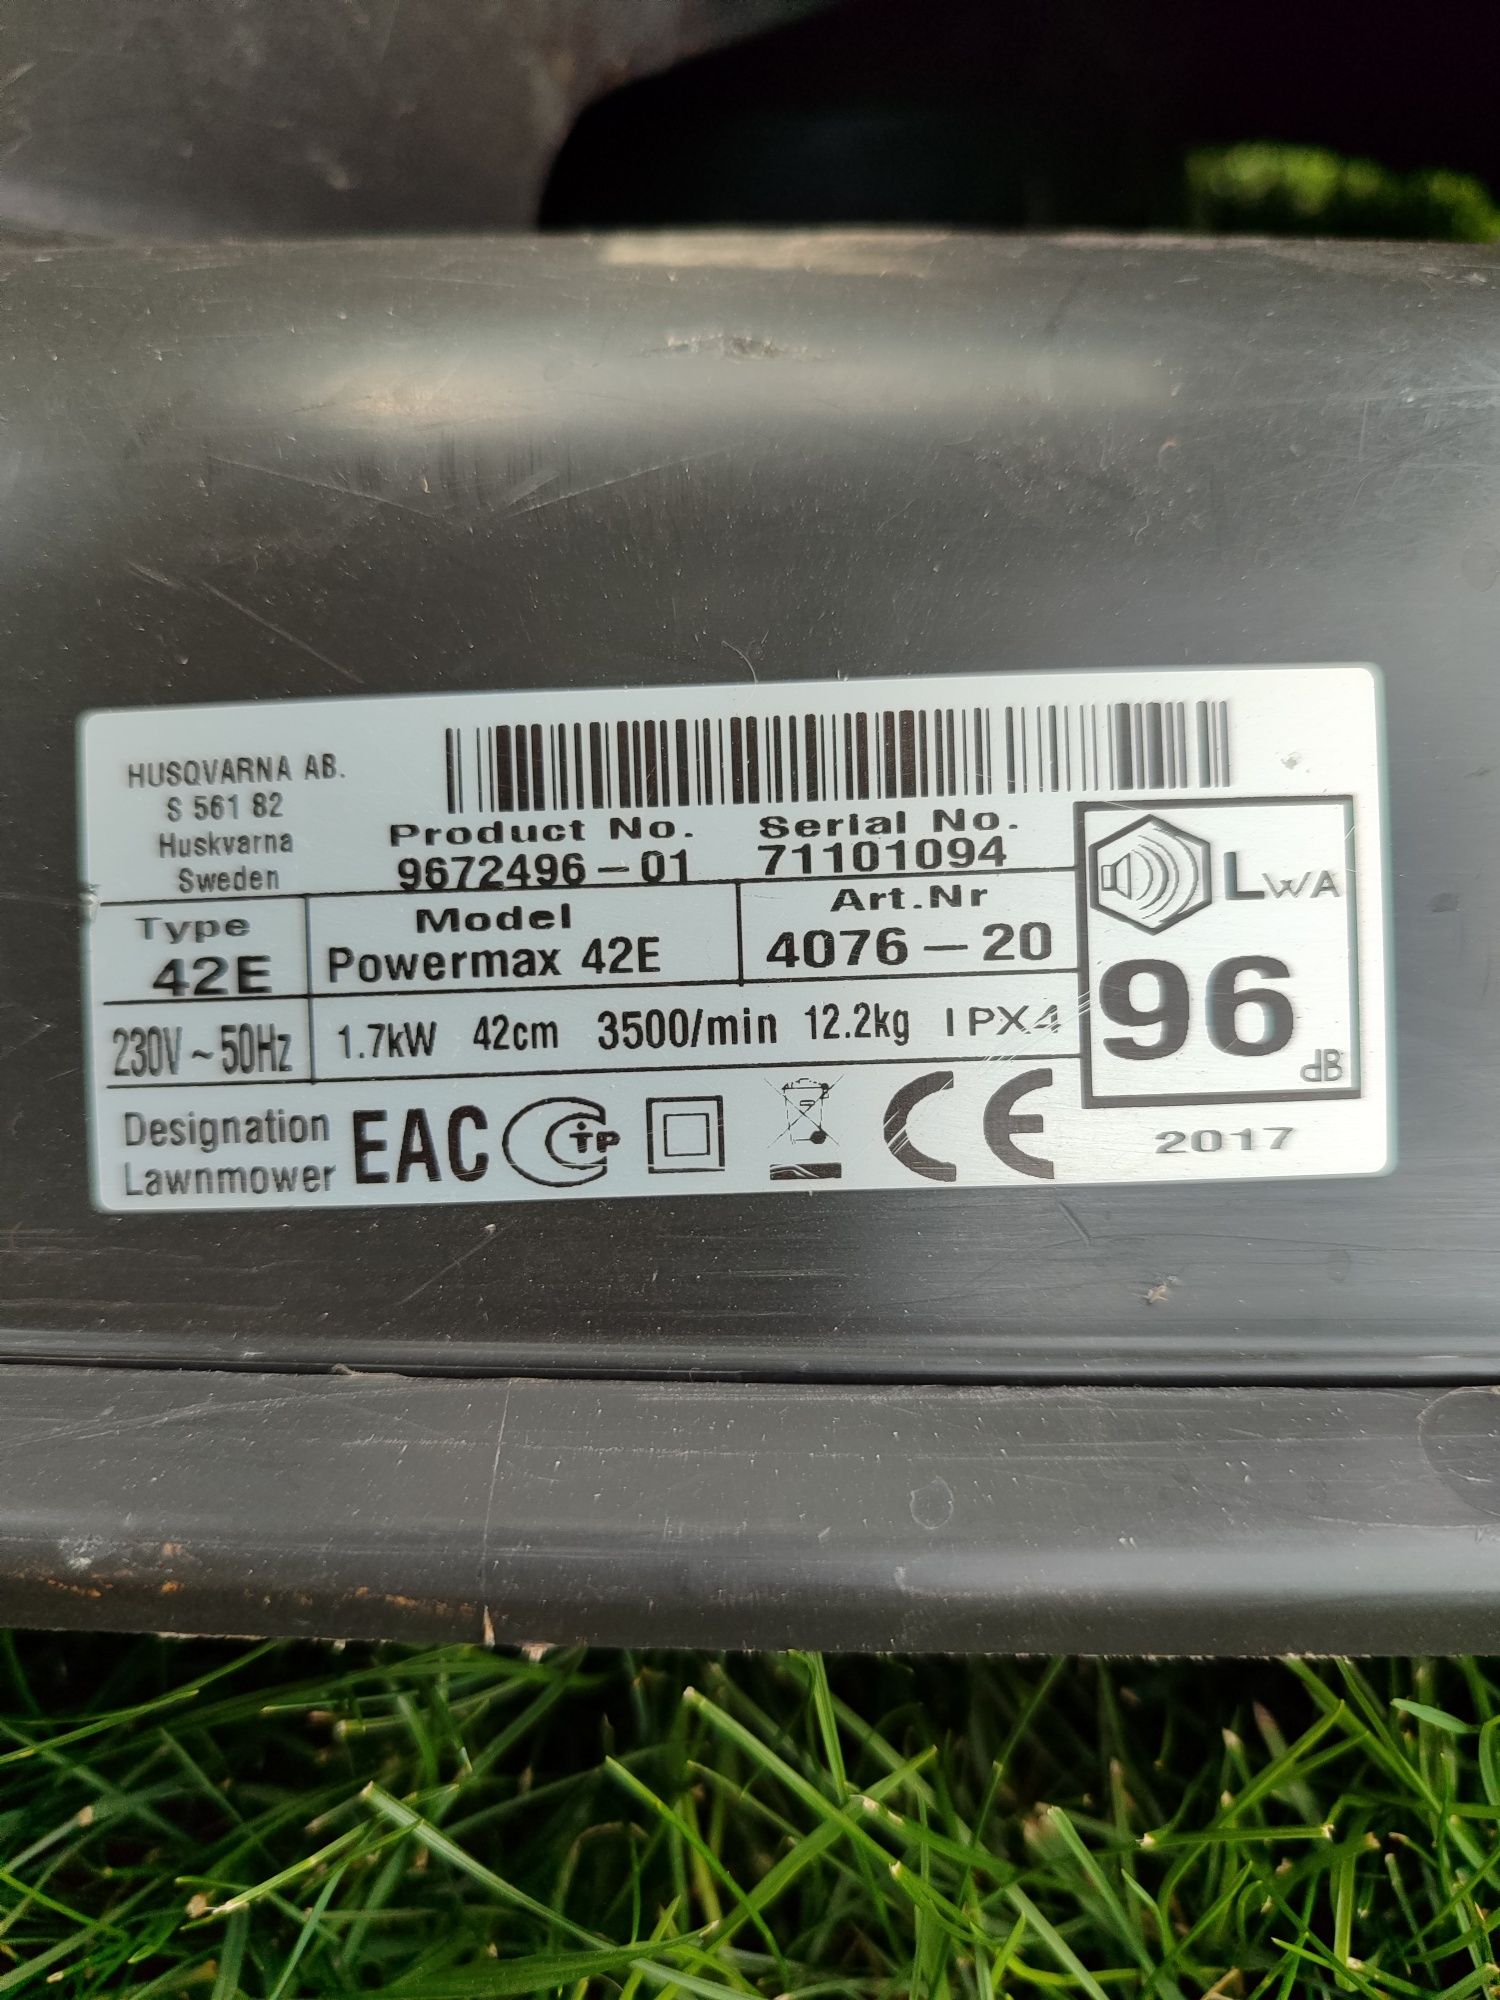 HUSQVARNA AB.
S 561 82
Huskvarna
Sweden
Product No. Serial No.
9672496-01 71101094
Type
42E
Model
Powermax 42E
Art.Nr
4076-20
LWA
96
dB
230V ~ 50Hz
1.7kW 42cm 3500/min 12.2kg IPX4
Designation
Lawnmower
EAC
CE
2017